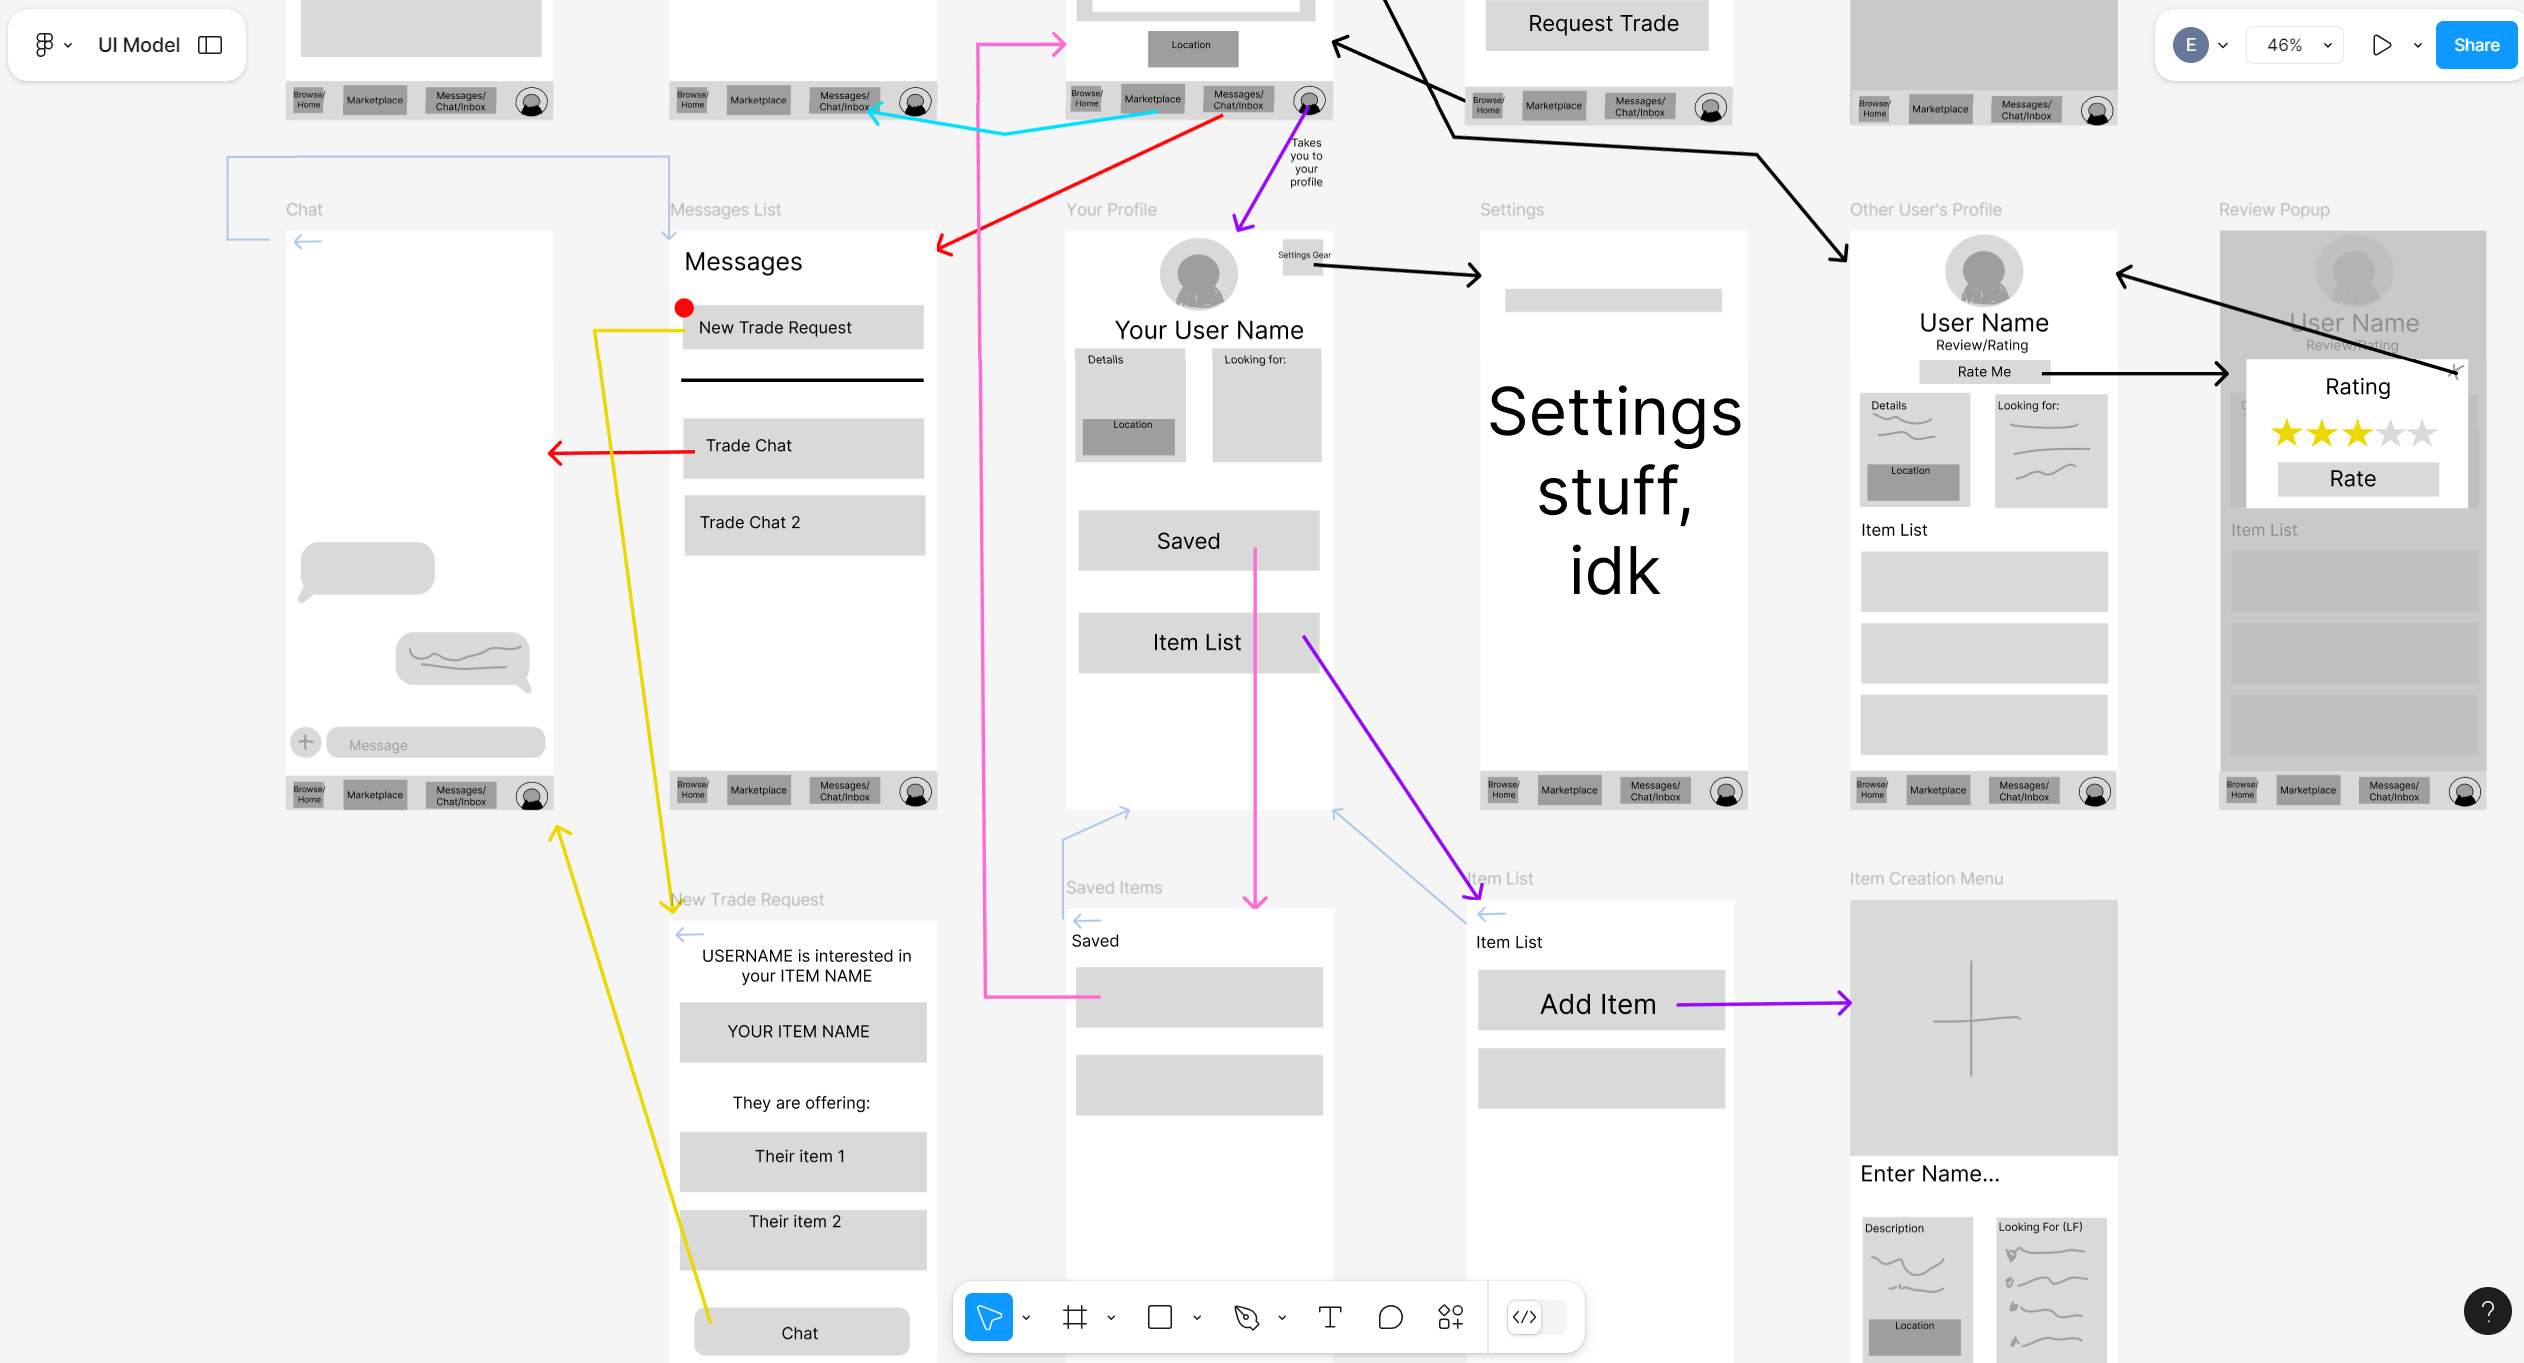 UI Model
E
46%
Share
Location
Request Trade
Browse/
Home
Marketplace
Messages/
Chat/Inbox
Browse/
Home
Marketplace
Messages/
Chat/Inbox
Browse/
Home
Marketplace
Messages/
Chat/Inbox
Browse/
Home
Marketplace
Messages/
Chat/Inbox
Browse/
Home
Marketplace
Messages/
Chat/Inbox
Takes
you to
your
profile
Chat
Message
Browse/
Home
Marketplace
Messages/
Chat/Inbox
Messages List
Messages
New Trade Request
Trade Chat
Trade Chat 2
Browse/
Home
Marketplace
Messages/
Chat/Inbox
Your Profile
Settings Gear
Your User Name
Details
Looking for:
Location
Saved
Item List
Settings
Settings
stuff,
idk
Browse/
Home
Marketplace
Messages/
Chat/Inbox
Other User's Profile
User Name
Review/Rating
Rate Me
Details
Looking for:
Location
Item List
Browse/
Home
Marketplace
Messages/
Chat/Inbox
Review Popup
User Name
Review/Rating
Rating
Rate
Item List
Browse/
Home
Marketplace
Messages/
Chat/Inbox
New Trade Request
USERNAME is interested in
your ITEM NAME
YOUR ITEM NAME
They are offering:
Their item 1
Their item 2
Chat
Saved Items
Saved
Item List
Item List
Add Item
Item Creation Menu
Enter Name...
Description
Looking For (LF)
Location